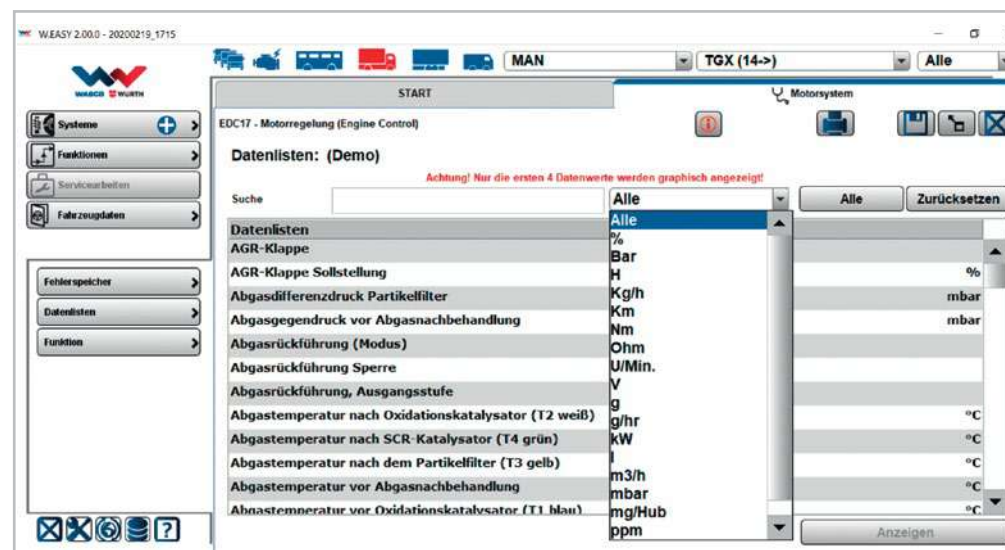 W.EASY 2.00.0 - 20200219_1715
MAN
TGX (14->)
Alle
WABCO WÜRTH
START
Motorsystem
Systeme
Funktionen
Servicearbeiten
Fahrzeugdaten
Fehlerspeicher
Datenlisten
Funktion
EDC17 - Motorregelung (Engine Control)
Datenlisten: (Demo)
Achtung! Nur die ersten 4 Datenwerte werden graphisch angezeigt!
Suche
Alle
Alle
Zurücksetzen
Datenlisten
AGR-Klappe
AGR-Klappe Sollstellung %
Abgasdifferenzdruck Partikelfilter mbar
Abgasgegendruck vor Abgasnachbehandlung mbar
Abgasrückführung (Modus)
Abgasrückführung Sperre
Abgasrückführung, Ausgangsstufe
Abgastemperatur nach Oxidationskatalysator (T2 weiß) °C
Abgastemperatur nach SCR-Katalysator (T4 grün) °C
Abgastemperatur nach dem Partikelfilter (T3 gelb) °C
Abgastemperatur vor Abgasnachbehandlung °C
Abgastemperatur vor Oxidationskatalysator (T1 blau) °C
Alle
%
Bar
H
Kg/h
Km
Nm
Ohm
U/Min.
V
g
g/hr
kW
l
m3/h
mbar
mg/Hub
ppm
Anzeigen
?